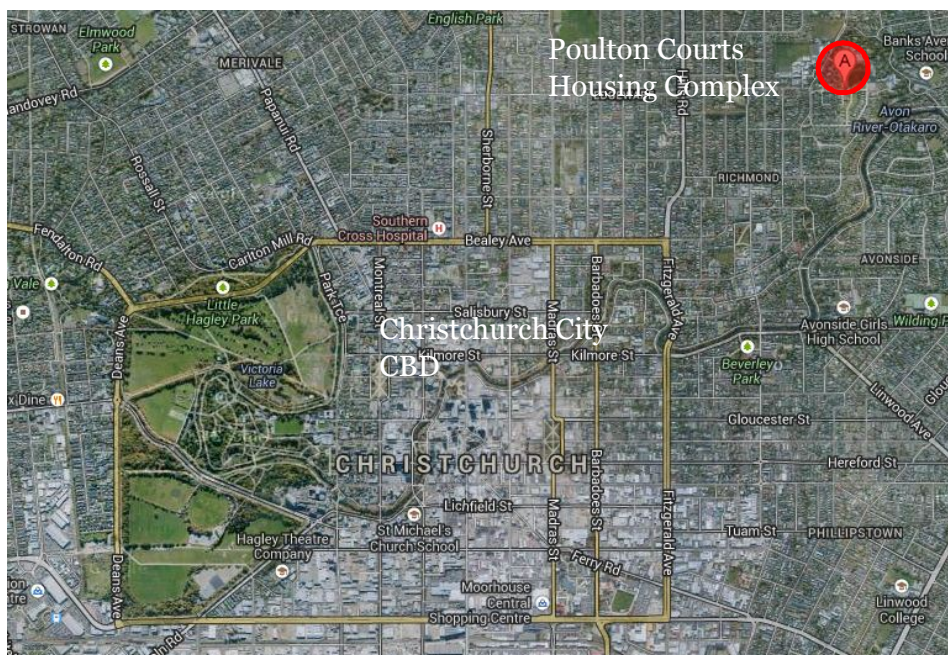 STROWAN
Elmwood
Park
English Park
MERIVALE
Poulton Courts
Housing Complex
A
Banks Ave
School
Papanui Rd
Rossall St
Sherborne St
Avon
River-Otakaro
RICHMOND
Southern
Cross Hospital
H
Bealey Ave
Fendalton Rd
Carlton Mill Rd
AVONSIDE
Vale
Little
Hagley Park
Park Tce
Montreal St
Salisbury St
Madras St
Barbadoes
Fitzgerald Ave
Avonside Girls
High School
Christchurch City
CBD
Kilmore St
Kilmore St
Deans Ave
Victoria
Lake
Beverley
Park
Linwood Ave
x Dine
Gloucester St
CHRISTCHURCH
Hereford St
Barbadoes St
Lichfield St
Madras St
Fitzgerald Ave
Tuam St
PHILLIPSTOWN
St Michael's
Church School
Hagley Theatre
Company
Ferry Rd
Deans Ave
Moorhouse
Central
Shopping Centre
Linwood
College